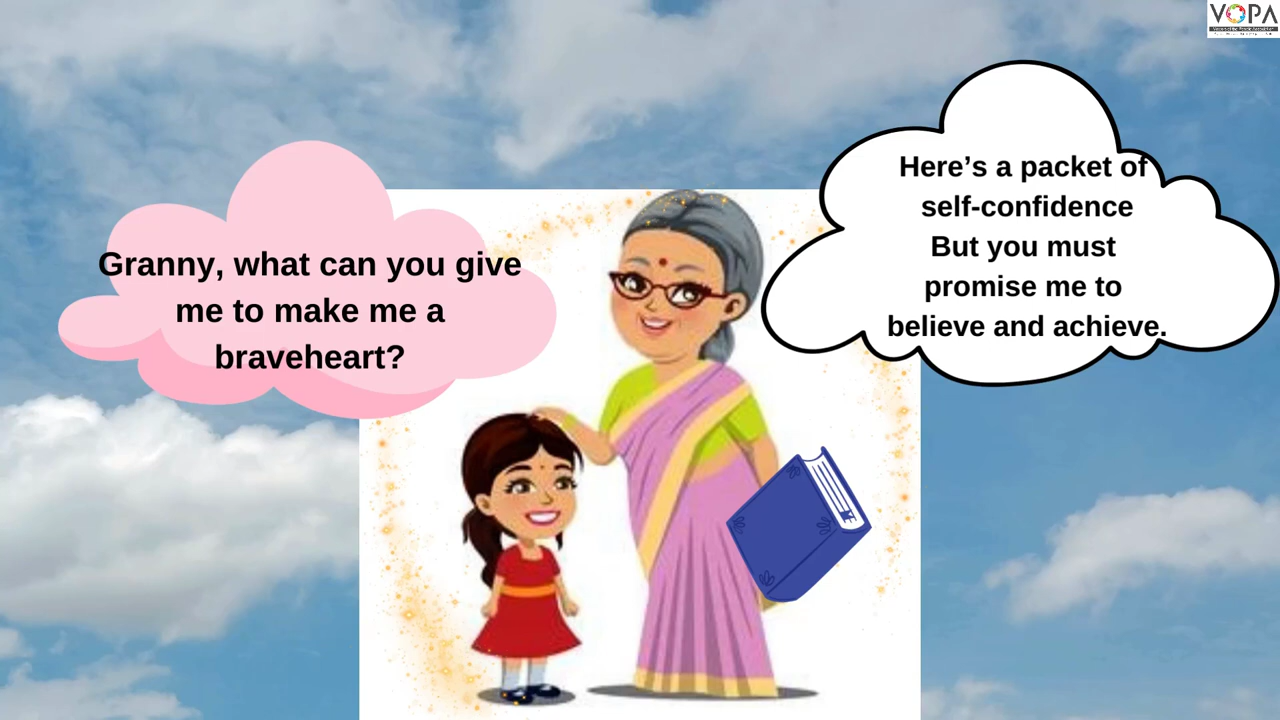 VOPA
Granny, what can you give
me to make me a
braveheart?
Here’s a packet of
self-confidence
But you must
promise me to
believe and achieve.